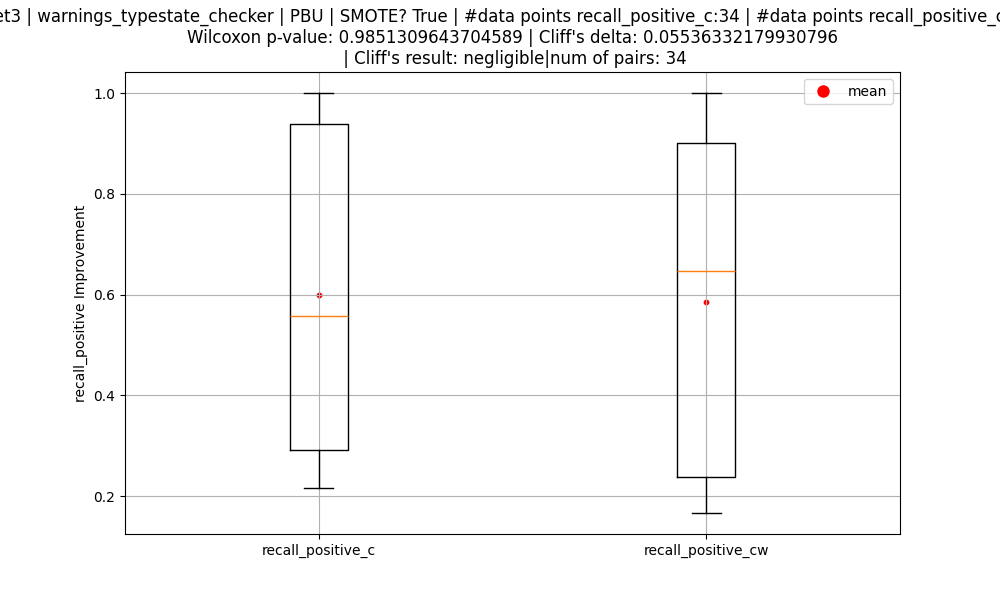 et3 | warnings_typestate_checker | PBU | SMOTE? True | #data points recall_positive_c:34 | #data points recall_positive_c
Wilcoxon p-value: 0.9851309643704589 | Cliff's delta: 0.05536332179930796
| Cliff's result: negligible|num of pairs: 34
mean
1.0
0.8
0.6
0.4
0.2
recall_positive Improvement
recall_positive_c
recall_positive_cw